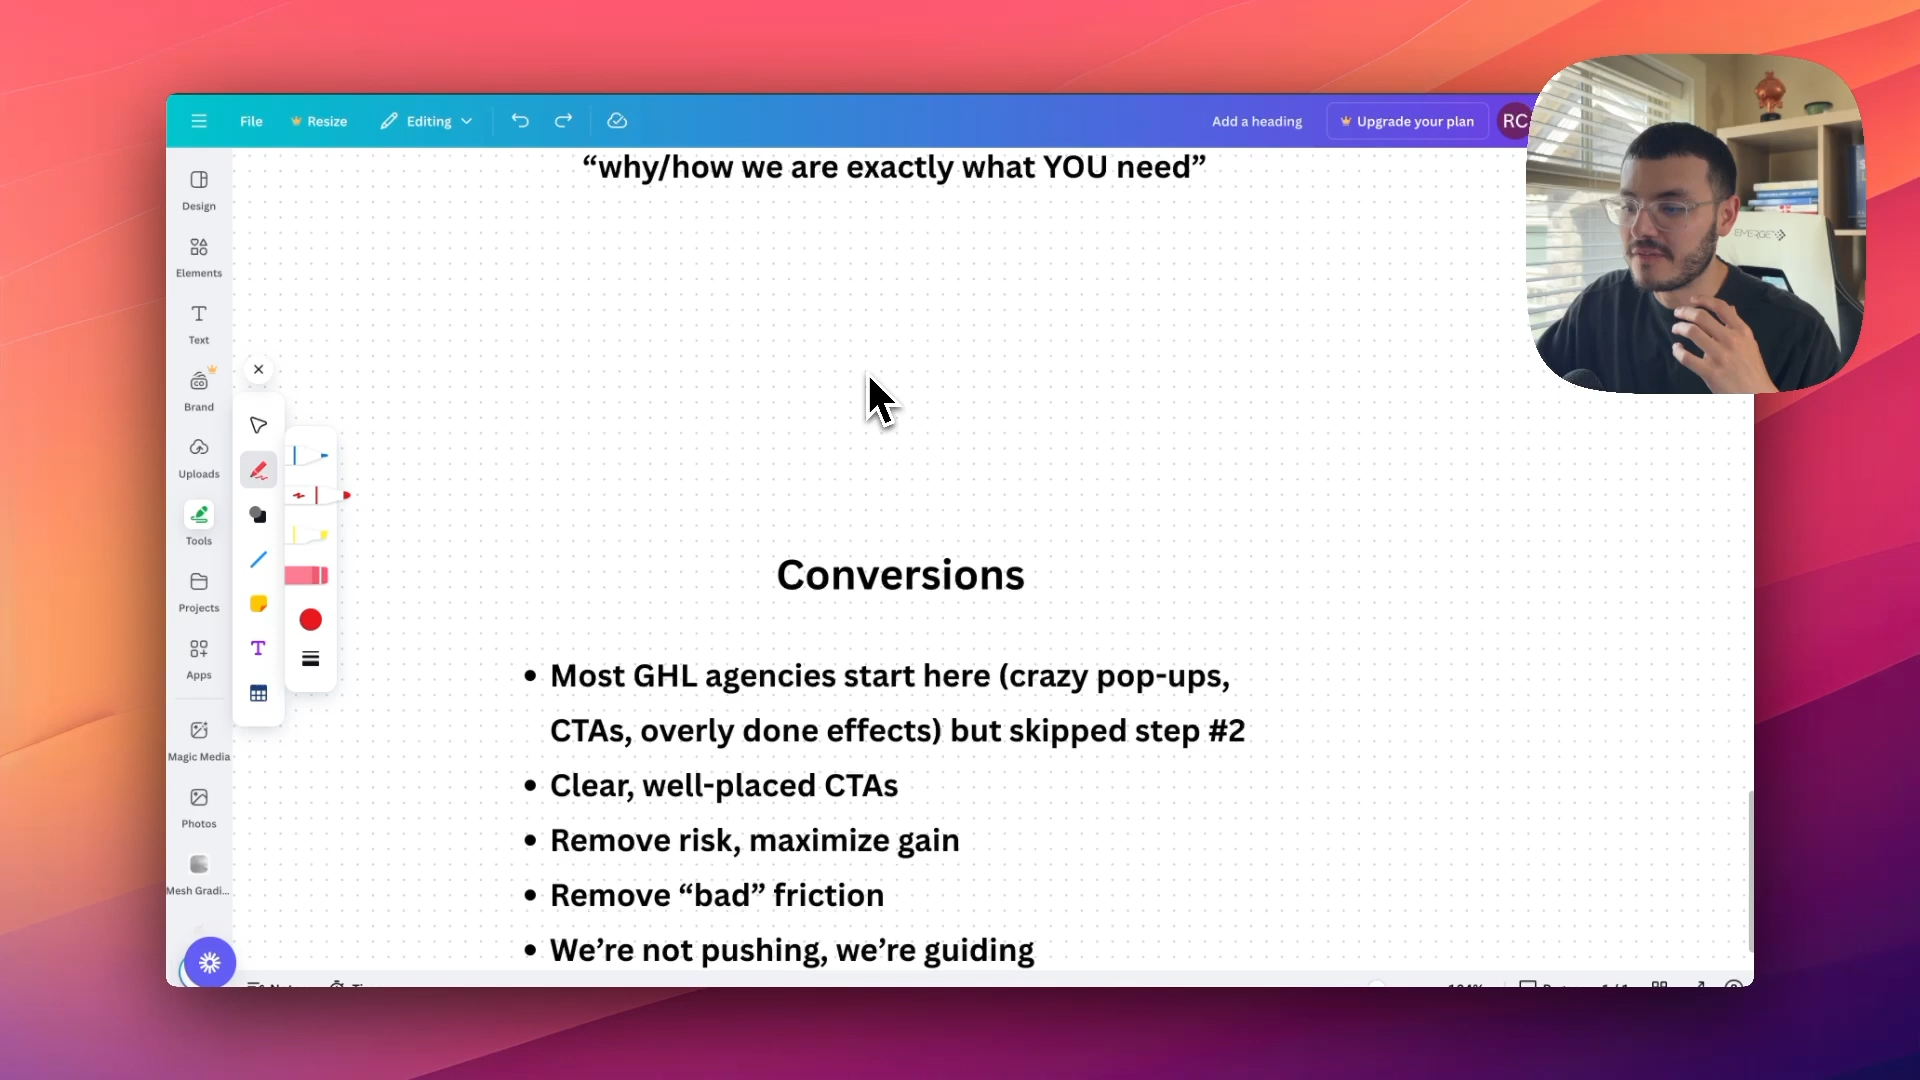 File
Resize
Editing
Add a heading
Upgrade your plan
RC
Design
Elements
Text
Brand
Uploads
Tools
Projects
Apps
Magic Media
Photos
Mesh Gradi...
“why/how we are exactly what YOU need”
EMERGE
Conversions
• Most GHL agencies start here (crazy pop-ups,
CTAs, overly done effects) but skipped step #2
• Clear, well-placed CTAs
• Remove risk, maximize gain
• Remove “bad” friction
• We’re not pushing, we’re guiding